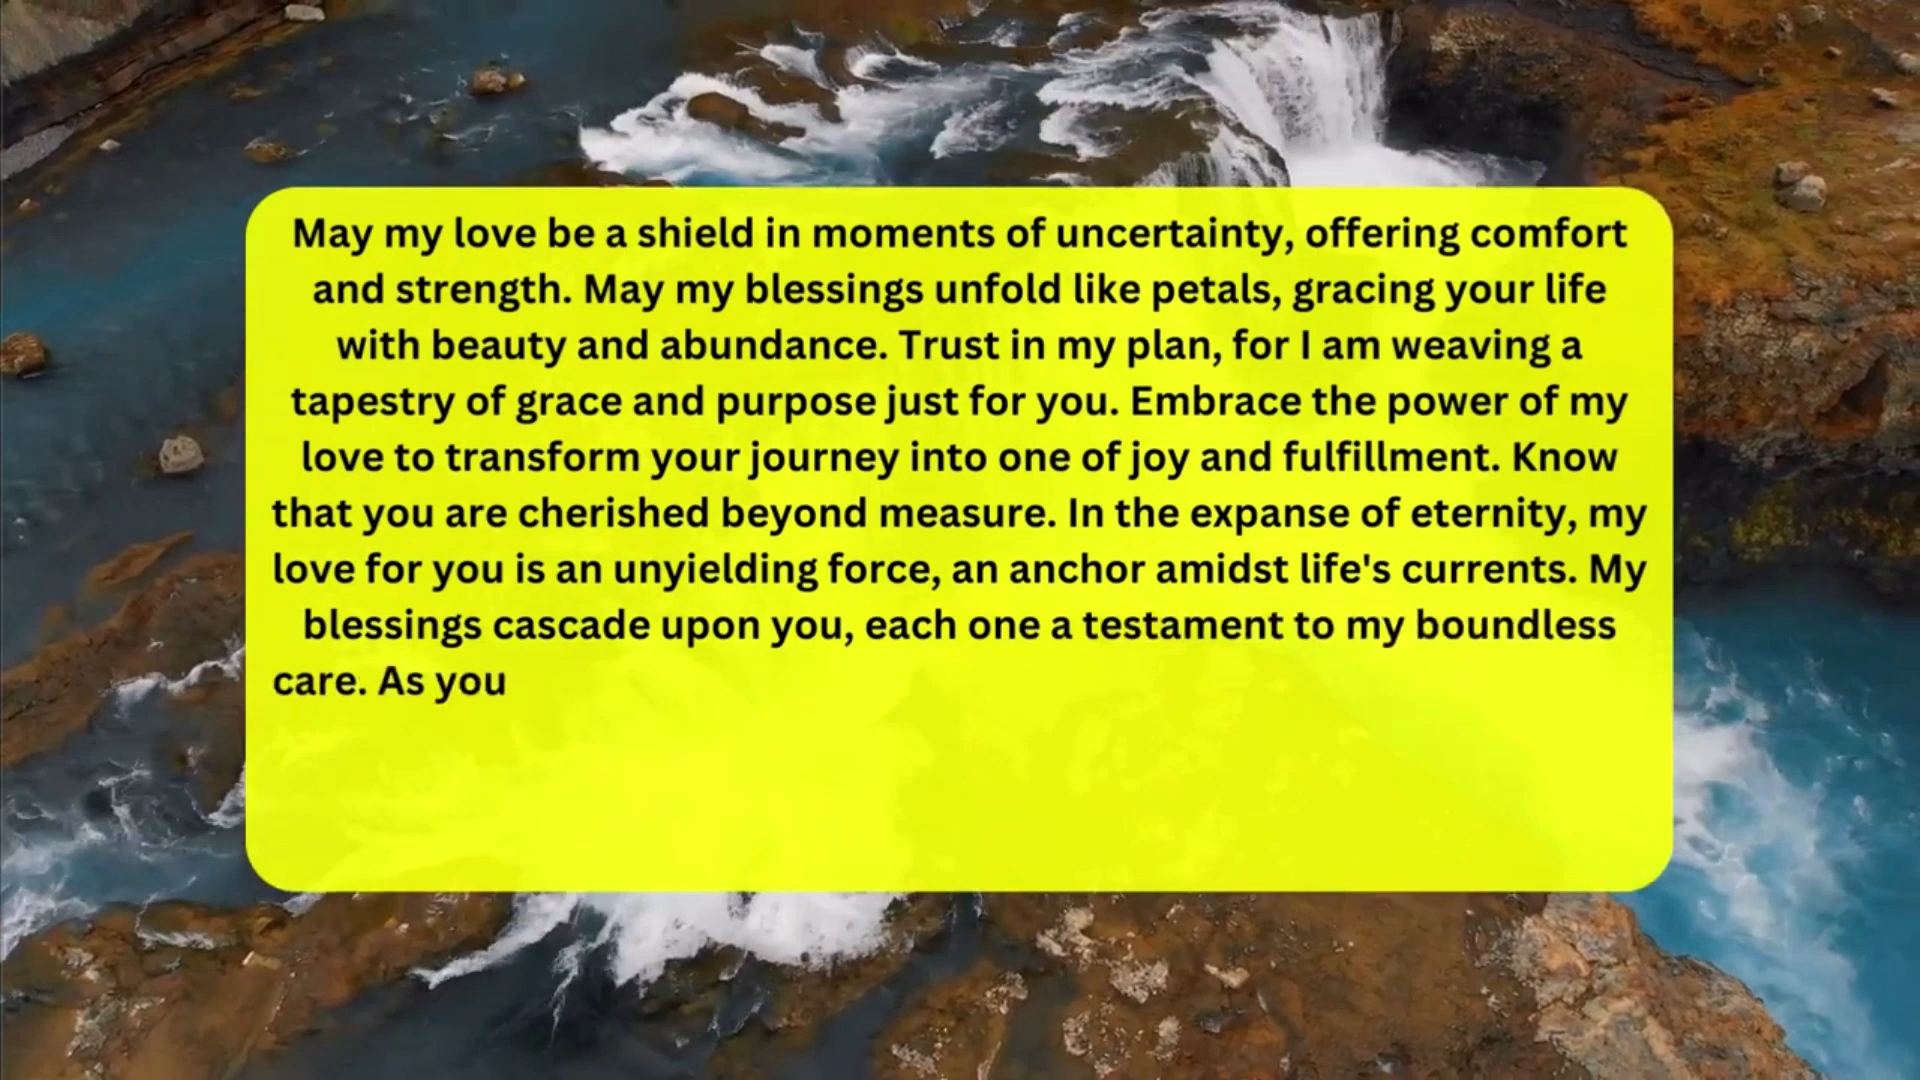 May my love be a shield in moments of uncertainty, offering comfort
and strength. May my blessings unfold like petals, gracing your life
with beauty and abundance. Trust in my plan, for I am weaving a
tapestry of grace and purpose just for you. Embrace the power of my
love to transform your journey into one of joy and fulfillment. Know
that you are cherished beyond measure. In the expanse of eternity, my
love for you is an unyielding force, an anchor amidst life's currents. My
blessings cascade upon you, each one a testament to my boundless
care. As you